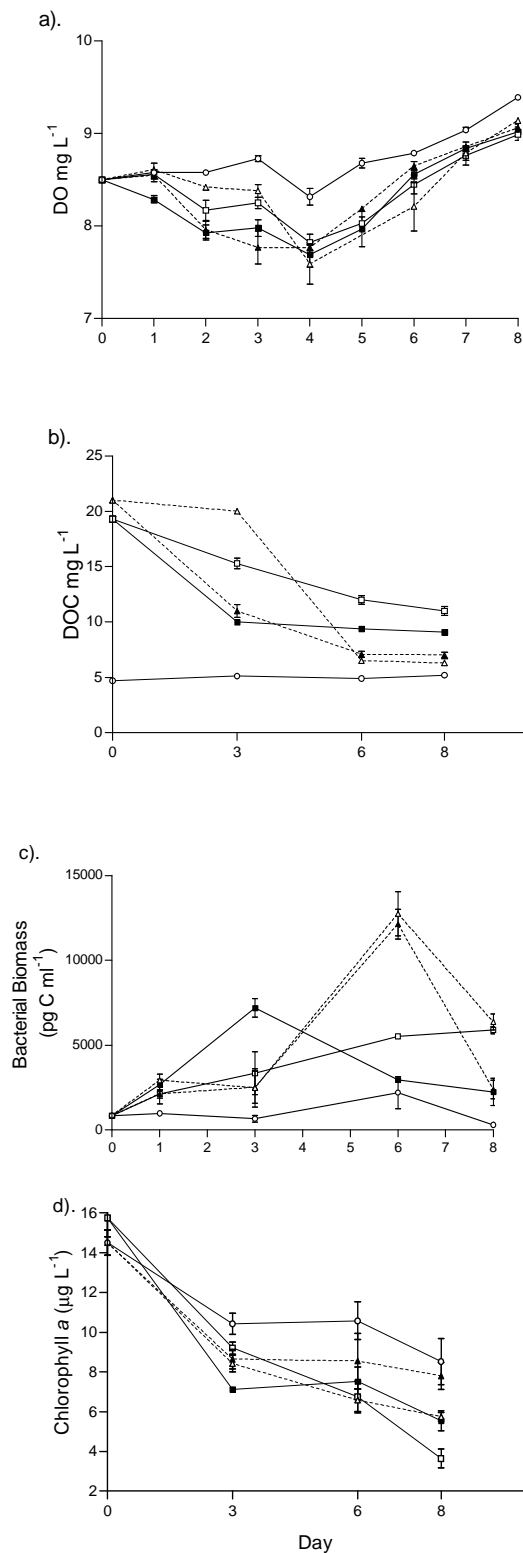 a).
10
9
8
7
DO mg L⁻¹
0 1 2 3 4 5 6 7 8
b).
25
20
15
10
5
0
DOC mg L⁻¹
0 3 6 8
c).
15000
10000
5000
0
Bacterial Biomass
(pg C ml⁻¹)
0 1 2 3 4 5 6 7 8
d).
16
14
12
10
8
6
4
2
Chlorophyll a (µg L⁻¹)
0 3 6 8
Day